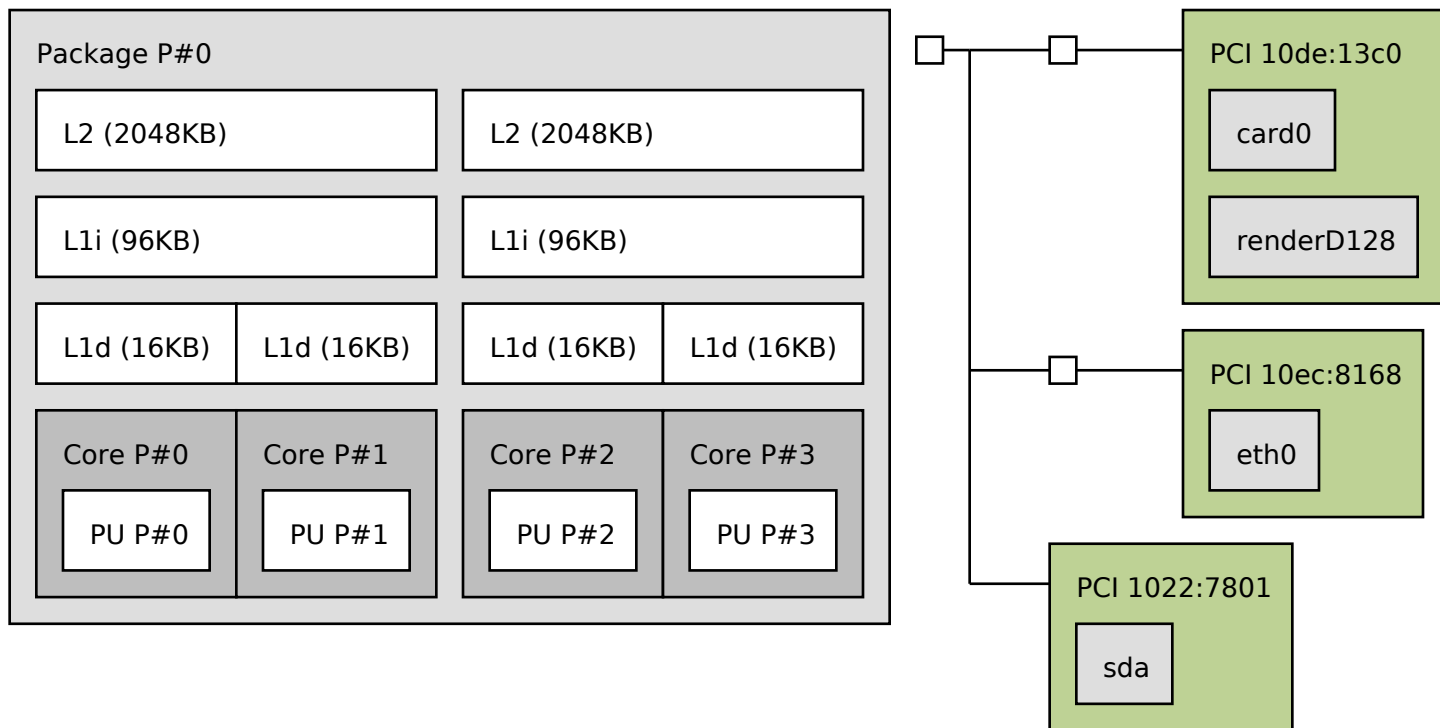 Package P#0
L2 (2048KB)
L2 (2048KB)
L1i (96KB)
L1i (96KB)
L1d (16KB)
L1d (16KB)
L1d (16KB)
L1d (16KB)
Core P#0
Core P#1
Core P#2
Core P#3
PU P#0
PU P#1
PU P#2
PU P#3
PCI 10de:13c0
card0
renderD128
PCI 10ec:8168
eth0
PCI 1022:7801
sda